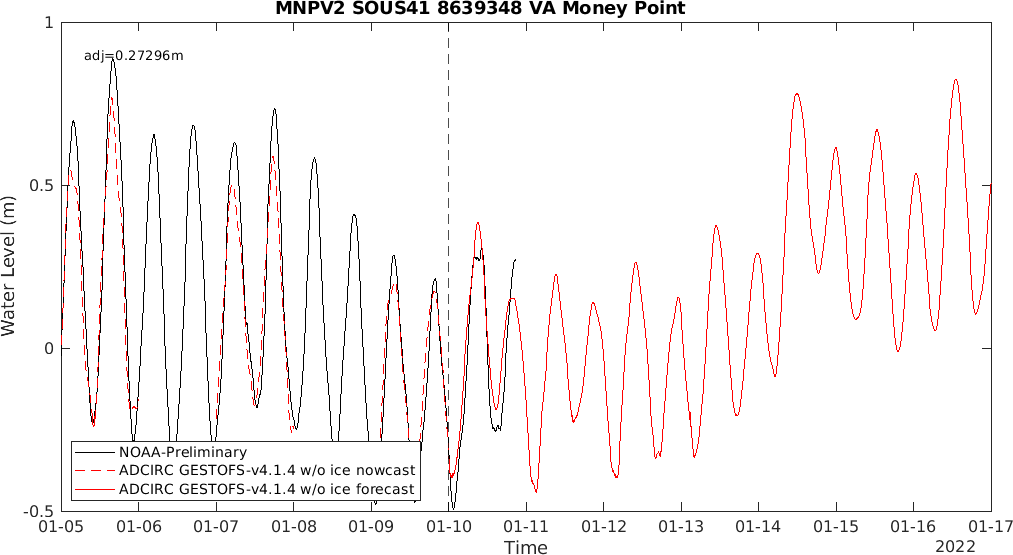 MNPV2 SOUS41 8639348 VA Money Point
adj=0.27296m
Water Level (m)
1
0.5
0
-0.5
NOAA-Preliminary
ADCIRC GESTOFS-v4.1.4 w/o ice nowcast
ADCIRC GESTOFS-v4.1.4 w/o ice forecast
01-05 01-06 01-07 01-08 01-09 01-10 01-11 01-12 01-13 01-14 01-15 01-16 01-17
Time
2022